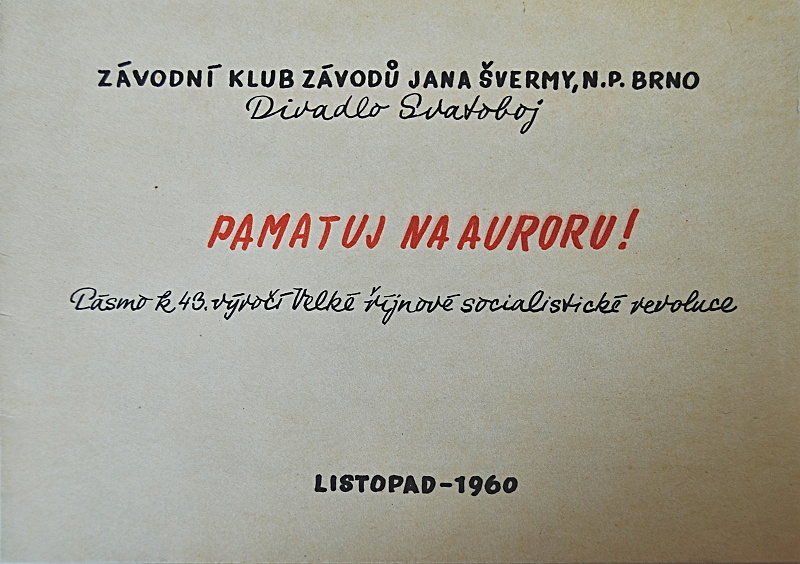 ZÁVODNÍ KLUB ZÁVODŮ JANA ŠVERMY, N.P. BRNO
Divadlo Svatoboj
PAMATUJ NA AURORU!
Pásmo k 43. výročí Velké říjnové socialistické revoluce
LISTOPAD-1960